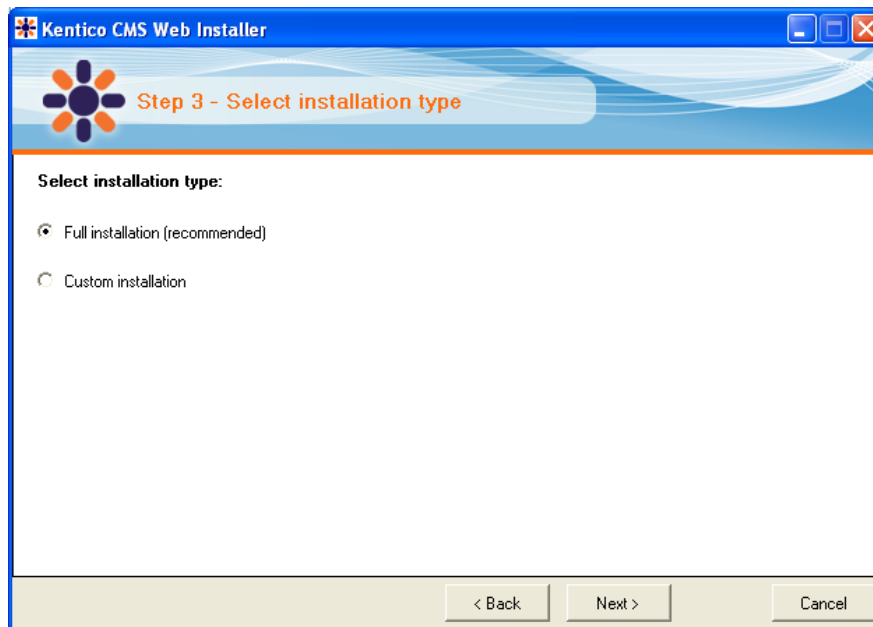 Kentico CMS Web Installer
Step 3 - Select installation type
Select installation type:
Full installation (recommended)
Custom installation
< Back
Next >
Cancel